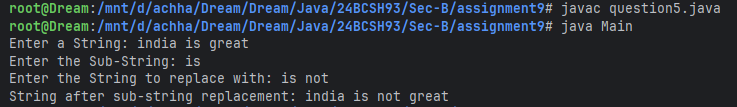 root@Dream:/mnt/d/achha/Dream/Dream/Java/24BCSH93/Sec-B/assignment9# javac question5.java
root@Dream:/mnt/d/achha/Dream/Dream/Java/24BCSH93/Sec-B/assignment9# java Main
Enter a String: india is great
Enter the Sub-String: is
Enter the String to replace with: is not
String after sub-string replacement: india is not great